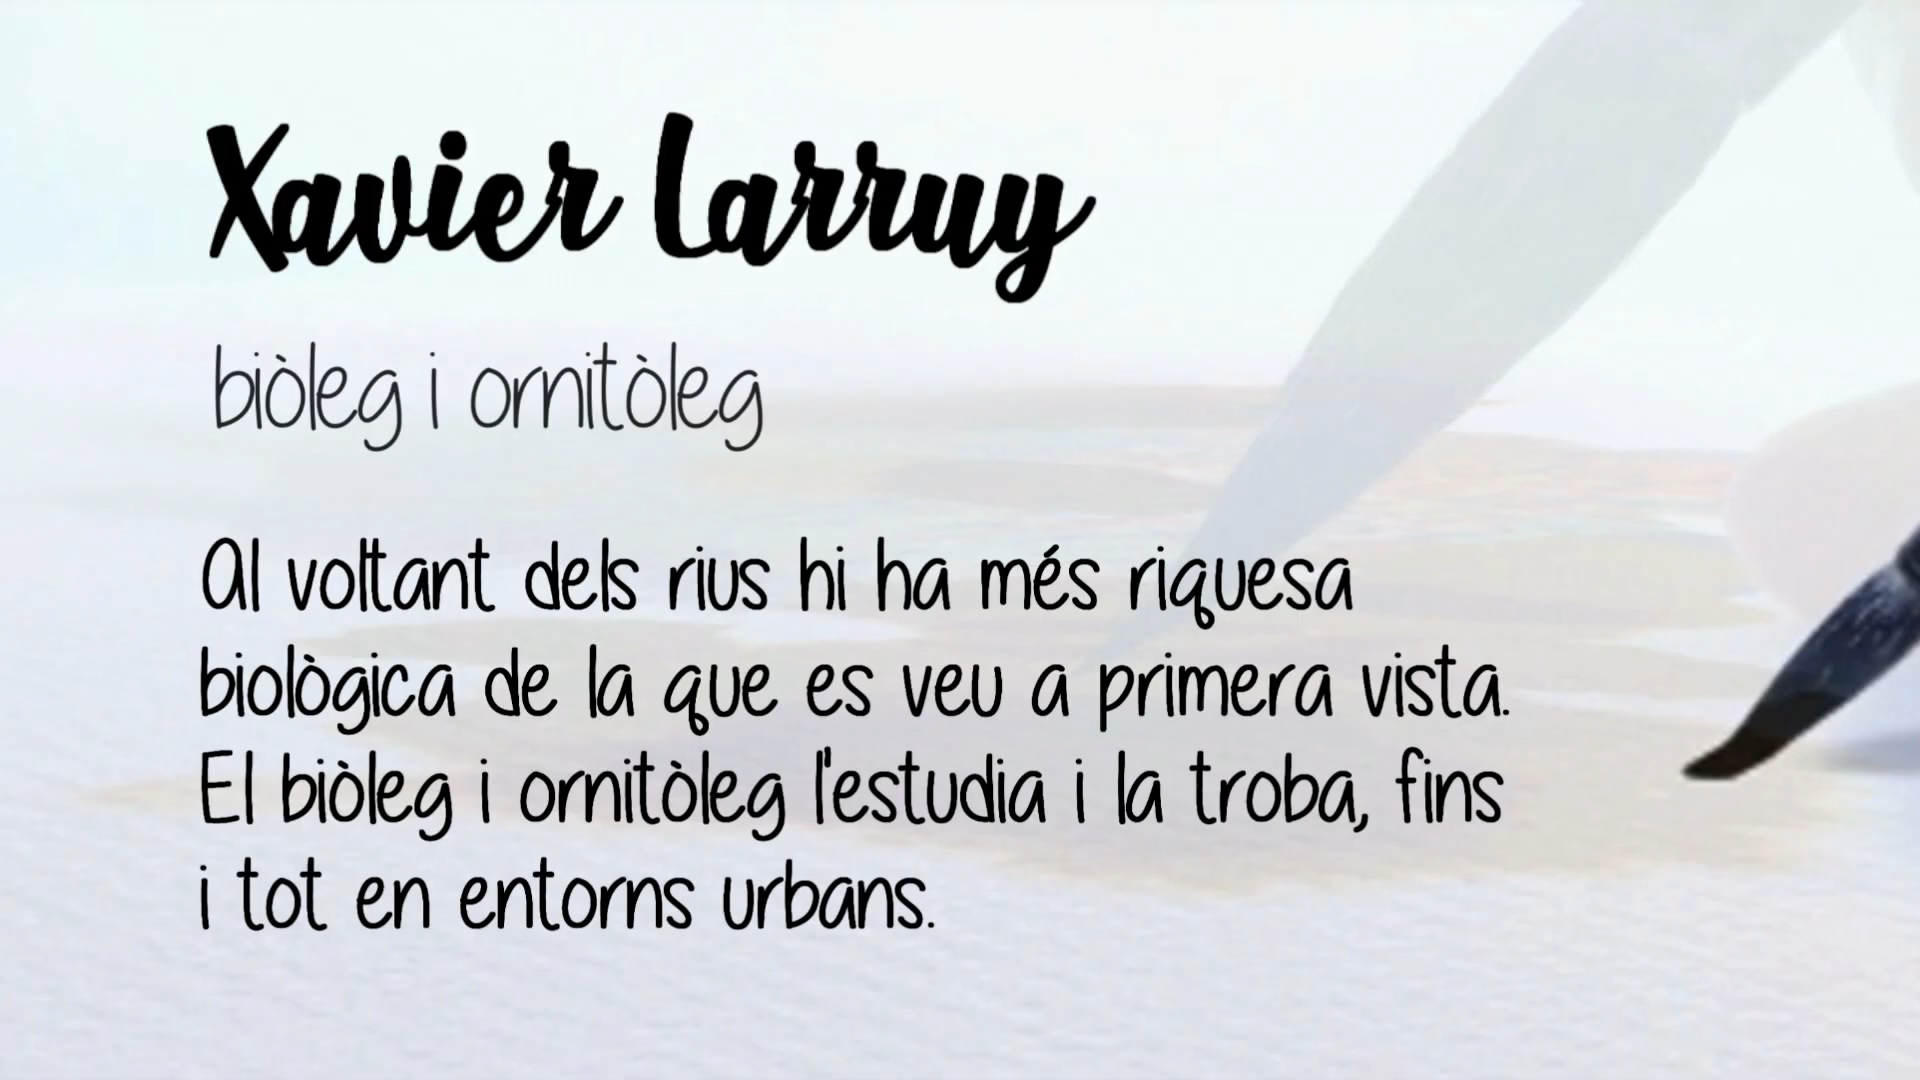 Xavier Larruy
biòleg i ornitòleg
Al voltant dels rius hi ha més riquesa
biològica de la que es veu a primera vista.
El biòleg i ornitòleg l'estudia i la troba, fins
i tot en entorns urbans.